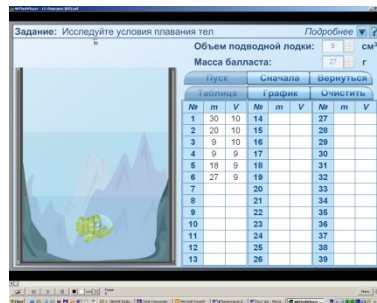 Задание: Исследуйте условия плавания тел Подробнее ?
Объем подводной лодки: 9 см³
Масса балласта: 27 г
Пуск Сначала Вернуться
Таблица График Очистить
№ m V № m V № m V
1 30 10 14 27
2 20 10 15 28
3 9 10 16 29
4 9 9 17 30
5 18 9 18 31
6 27 9 19 32
7 20 33
8 21 34
9 22 35
10 23 36
11 24 37
12 25 38
13 26 39